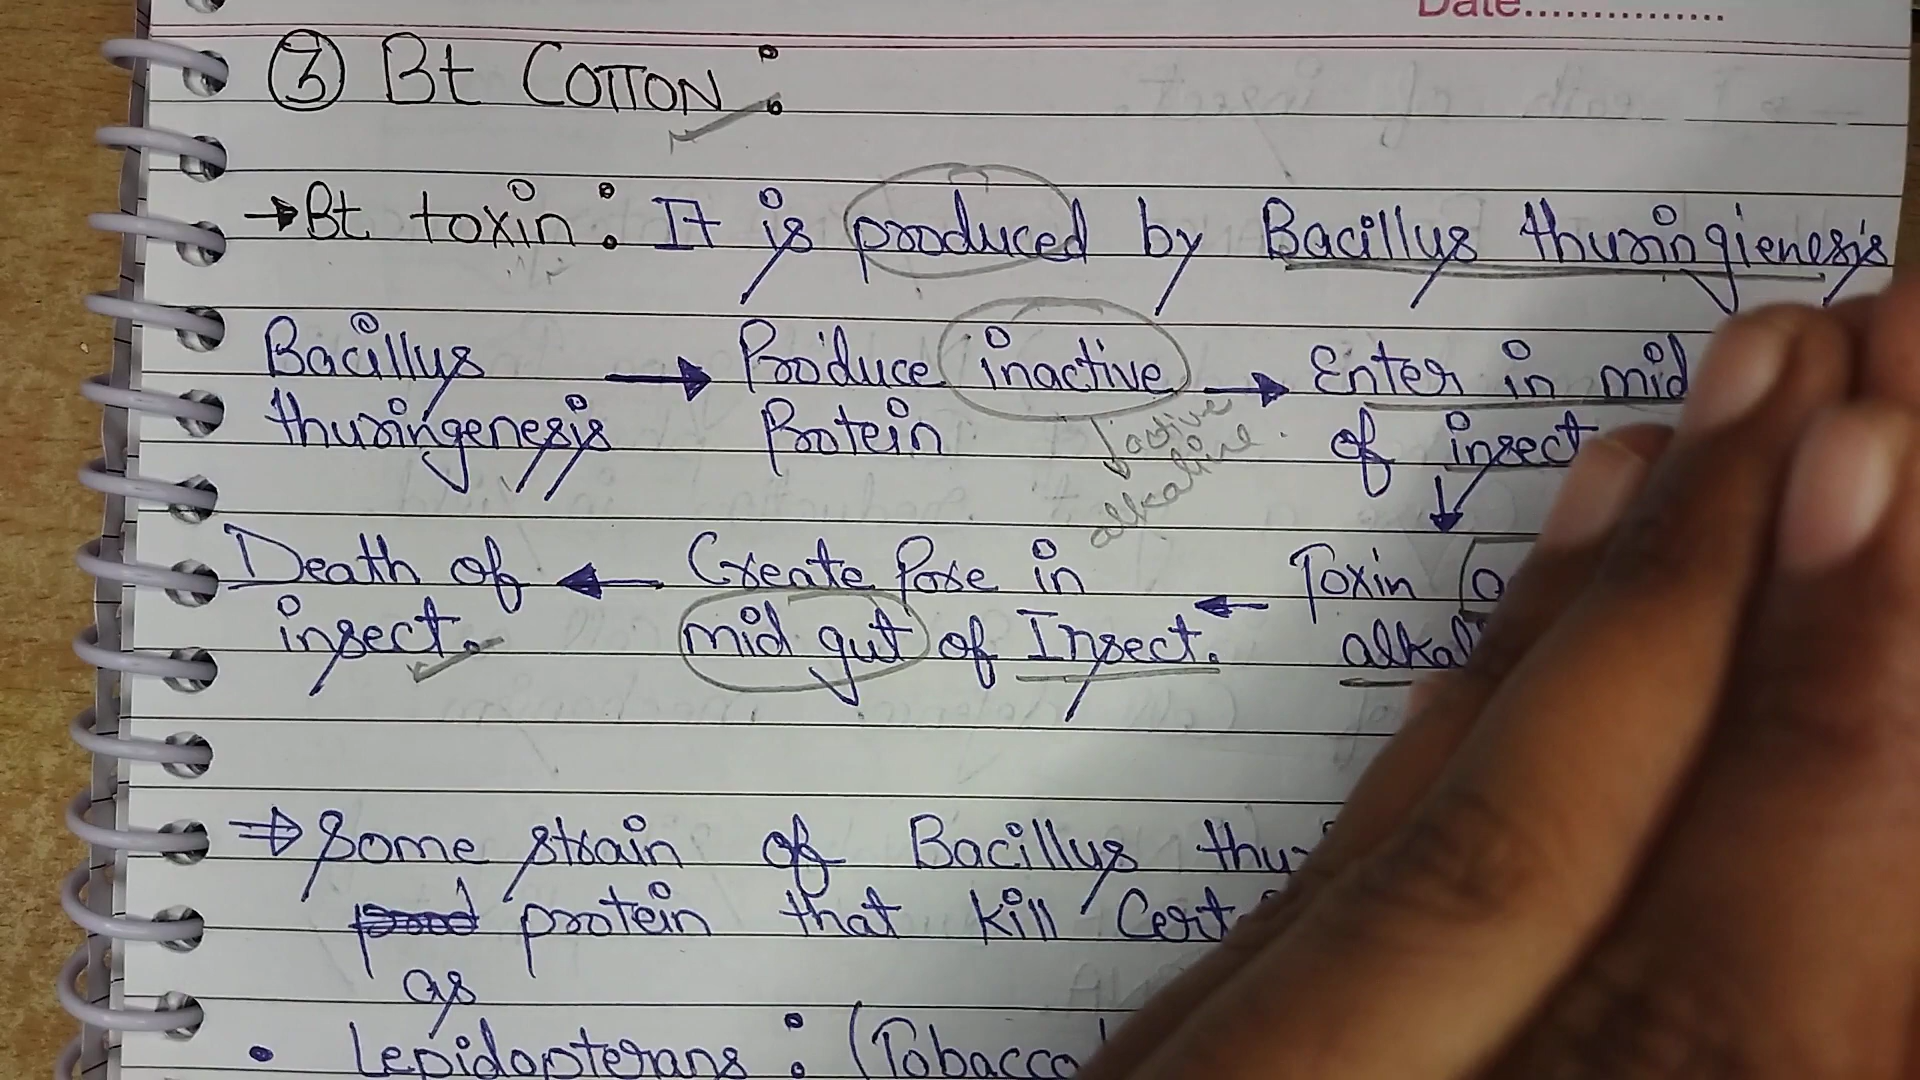 Date...............
③ Bt COTTON :
→ Bt toxin : It is produced by Bacillus thuringienesis
Bacillus → Produce inactive → Enter in mid
thuringenesis Protein of insect
active
alkaline.
↓
Death of ← Create Pore in ← Toxin
insect. mid gut of Insect. alkal
⇒ Some strain of Bacillus thu
protein that kill Cert
as
• Lepidopterans : (Tobacco